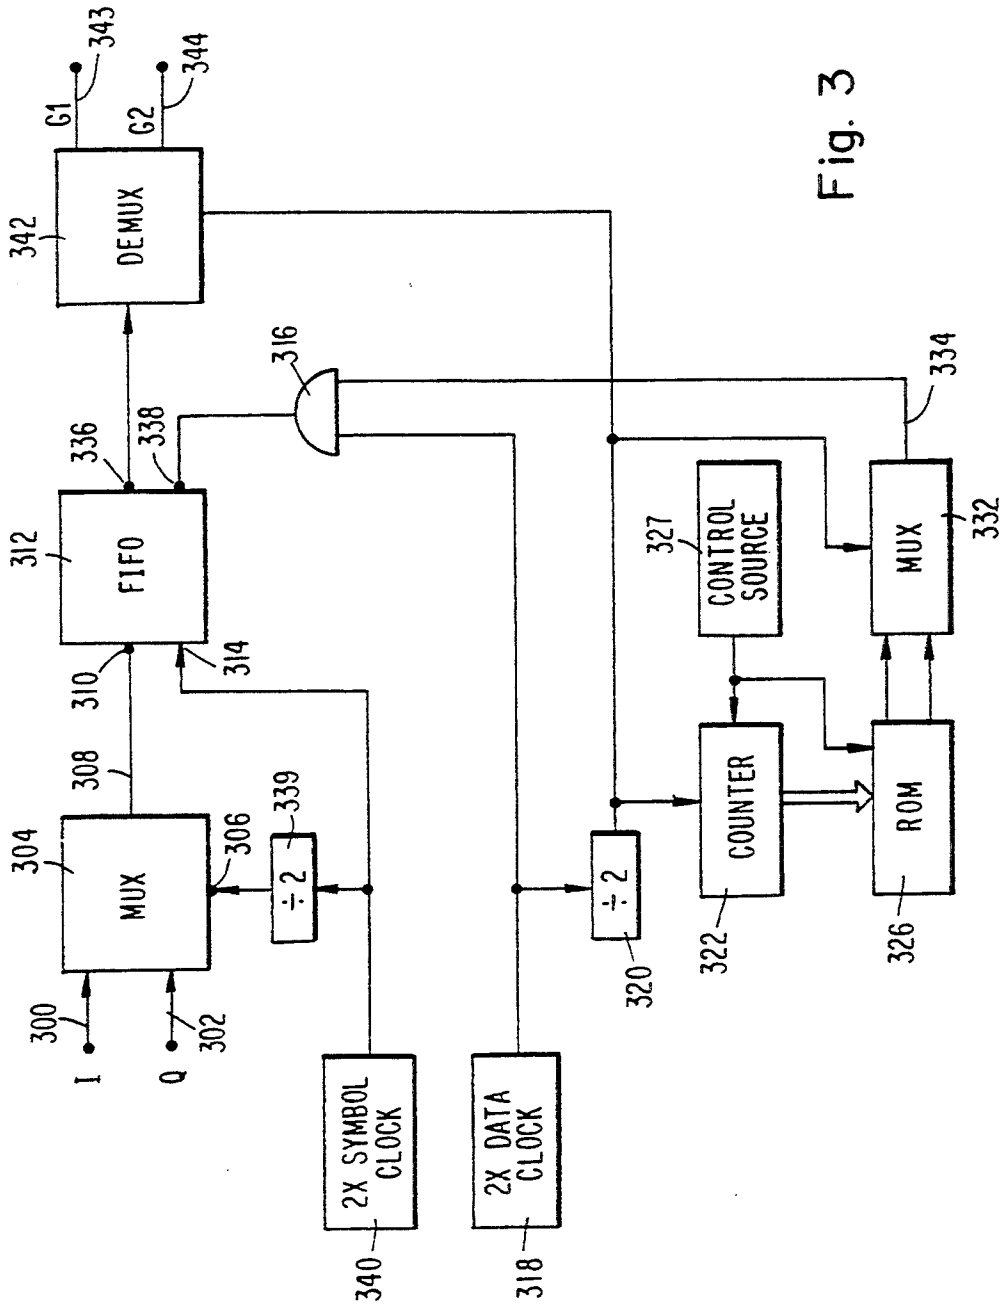 I
300
Q
302
304
MUX
306
308
310
312
FIFO
314
336
338
342
DEMUX
G1
343
G2
344
316
÷ 2
339
2X SYMBOL
CLOCK
340
2X DATA
CLOCK
318
÷ 2
320
COUNTER
322
327
CONTROL
SOURCE
ROM
326
MUX
332
334
Fig. 3